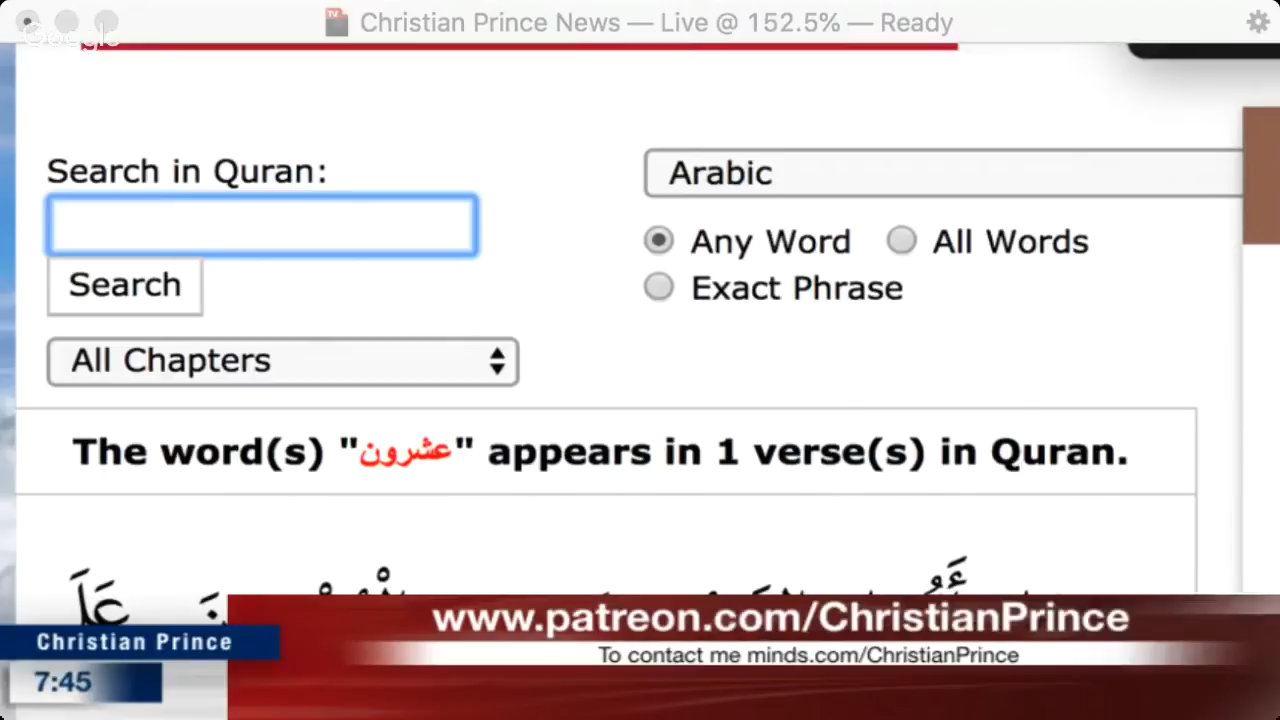 Christian Prince News — Live @ 152.5% — Ready
Google
Search in Quran:
Arabic
Any Word
All Words
Search
Exact Phrase
All Chapters
The word(s) "عشرون" appears in 1 verse(s) in Quran.
www.patreon.com/ChristianPrince
Christian Prince
To contact me minds.com/ChristianPrince
7:45